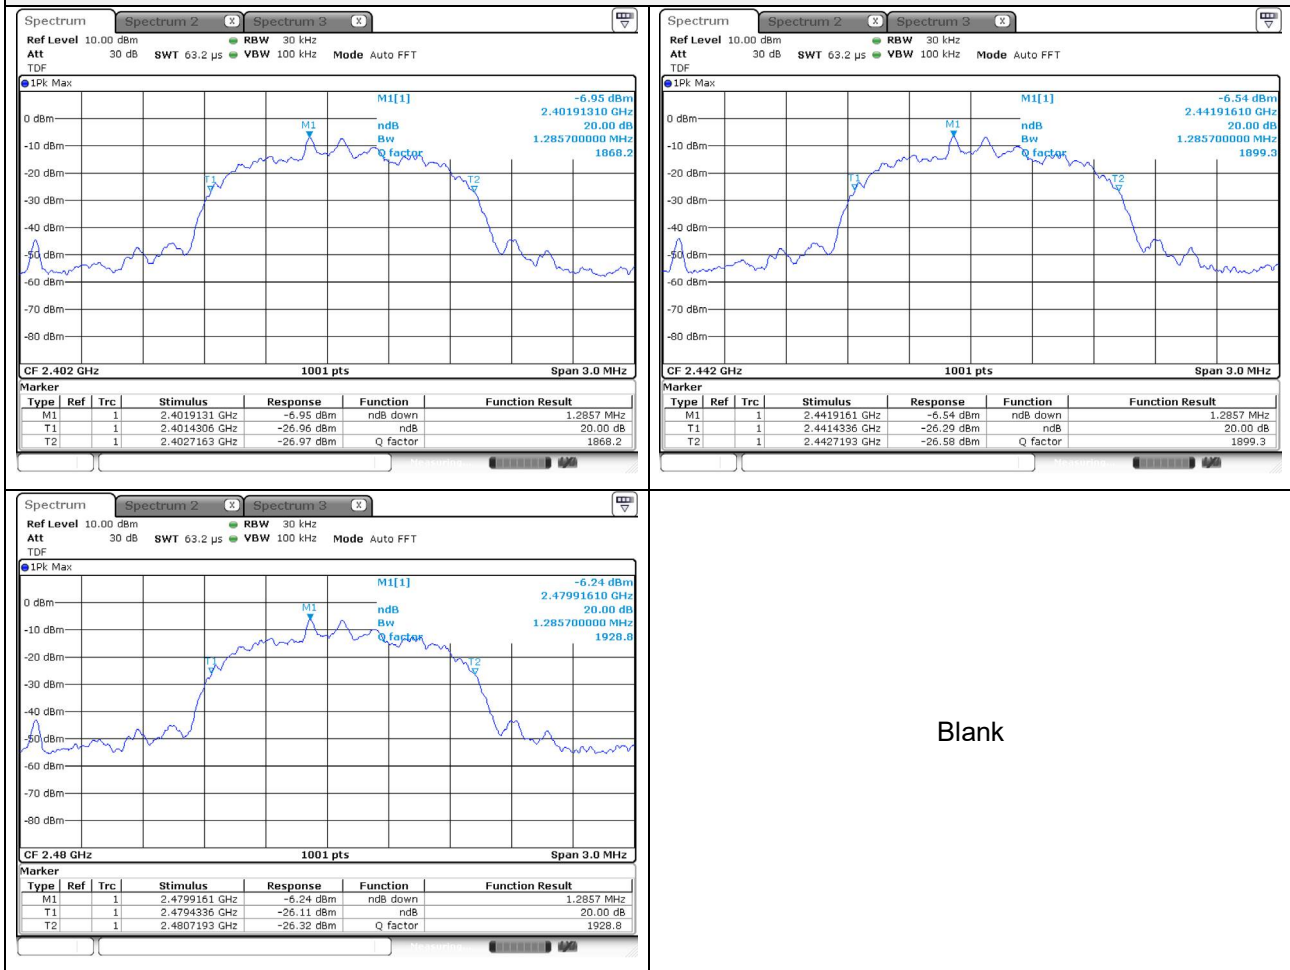 Spectrum Spectrum 2 X Spectrum 3 X
Ref Level 10.00 dBm RBW 30 kHz
Att 30 dB SWT 63.2 µs VBW 100 kHz Mode Auto FFT
TDF
1Pk Max
M1[1] -6.95 dBm
2.40191310 GHz
0 dBm
M1
ndB 20.00 dB
Bw 1.285700000 MHz
-10 dBm
Q factor 1868.2
-20 dBm
T1 T2
-30 dBm
-40 dBm
-50 dBm
-60 dBm
-70 dBm
-80 dBm
CF 2.402 GHz 1001 pts Span 3.0 MHz
Marker
Type Ref Trc Stimulus Response Function Function Result
M1 1 2.4019131 GHz -6.95 dBm ndB down 1.2857 MHz
T1 1 2.4014306 GHz -26.96 dBm ndB 20.00 dB
T2 1 2.4027163 GHz -26.97 dBm Q factor 1868.2
Measuring...
Spectrum Spectrum 2 X Spectrum 3 X
Ref Level 10.00 dBm RBW 30 kHz
Att 30 dB SWT 63.2 µs VBW 100 kHz Mode Auto FFT
TDF
1Pk Max
M1[1] -6.54 dBm
2.44191610 GHz
0 dBm
M1
ndB 20.00 dB
Bw 1.285700000 MHz
-10 dBm
Q factor 1899.3
-20 dBm
T1 T2
-30 dBm
-40 dBm
-50 dBm
-60 dBm
-70 dBm
-80 dBm
CF 2.442 GHz 1001 pts Span 3.0 MHz
Marker
Type Ref Trc Stimulus Response Function Function Result
M1 1 2.4419161 GHz -6.54 dBm ndB down 1.2857 MHz
T1 1 2.4414336 GHz -26.29 dBm ndB 20.00 dB
T2 1 2.4427193 GHz -26.58 dBm Q factor 1899.3
Measuring...
Spectrum Spectrum 2 X Spectrum 3 X
Ref Level 10.00 dBm RBW 30 kHz
Att 30 dB SWT 63.2 µs VBW 100 kHz Mode Auto FFT
TDF
1Pk Max
M1[1] -6.24 dBm
2.47991610 GHz
0 dBm
M1
ndB 20.00 dB
Bw 1.285700000 MHz
-10 dBm
Q factor 1928.8
-20 dBm
T1 T2
-30 dBm
-40 dBm
-50 dBm
-60 dBm
-70 dBm
-80 dBm
CF 2.48 GHz 1001 pts Span 3.0 MHz
Marker
Type Ref Trc Stimulus Response Function Function Result
M1 1 2.4799161 GHz -6.24 dBm ndB down 1.2857 MHz
T1 1 2.4794336 GHz -26.11 dBm ndB 20.00 dB
T2 1 2.4807193 GHz -26.32 dBm Q factor 1928.8
Measuring...
Blank